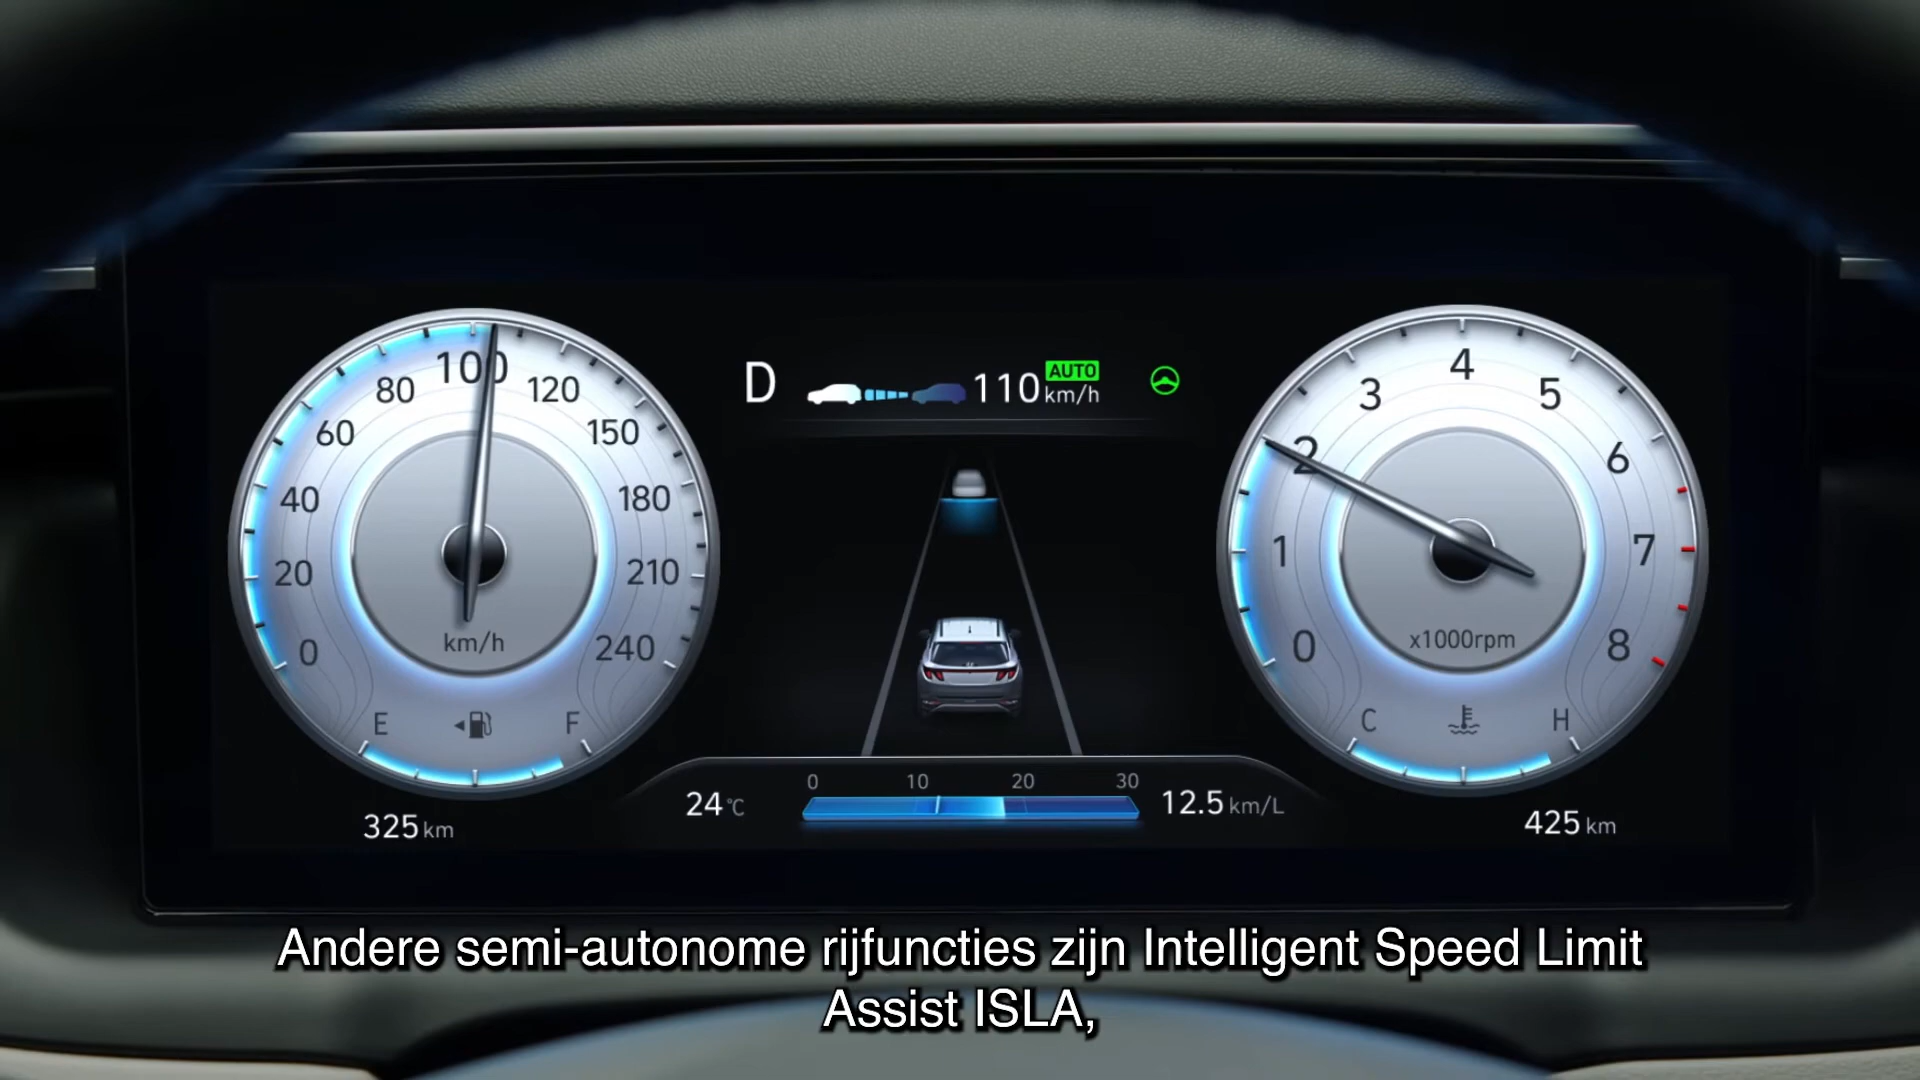 D
110
AUTO
km/h
0
20
40
60
80
100
120
150
180
210
240
km/h
E
F
325 km
0
1
2
3
4
5
6
7
8
x1000rpm
C
H
425 km
24 °C
0 10 20 30
12.5 km/L
Andere semi-autonome rijfuncties zijn Intelligent Speed Limit
Assist ISLA,